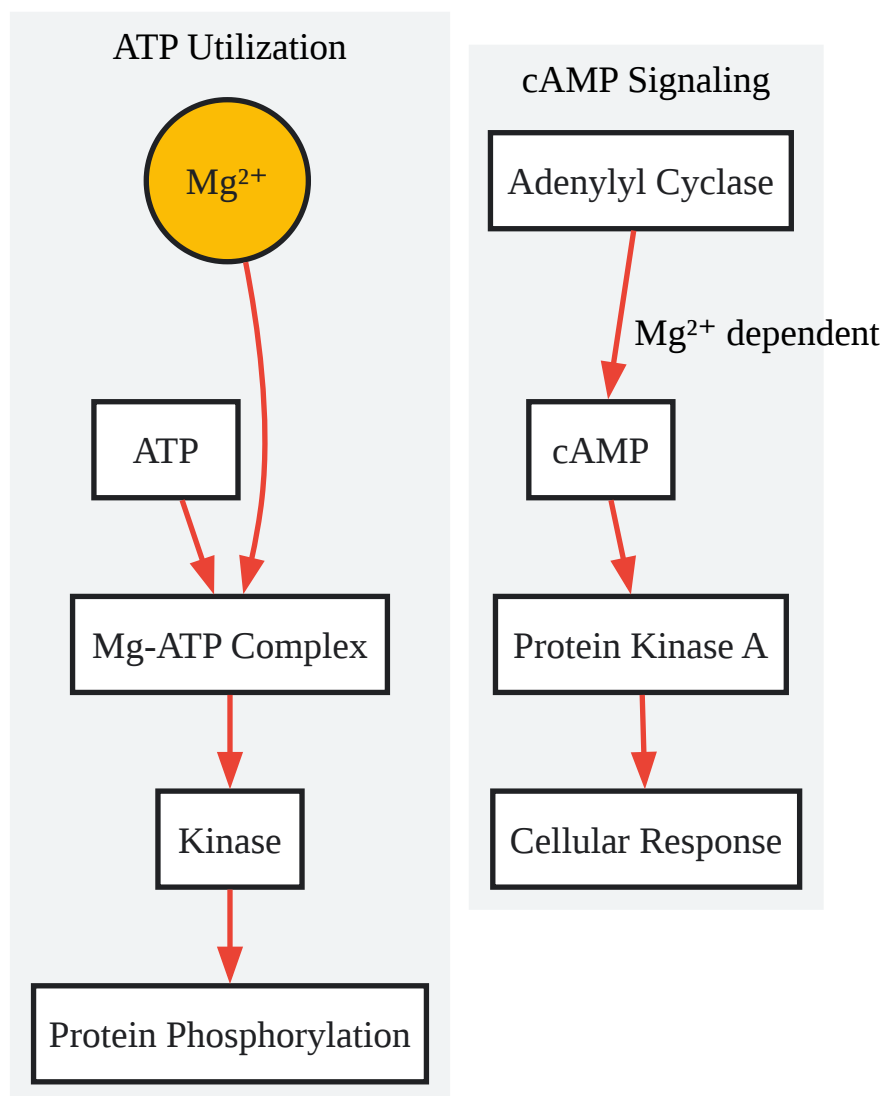 ATP Utilization
Mg²⁺
ATP
Mg-ATP Complex
Kinase
Protein Phosphorylation
cAMP Signaling
Adenylyl Cyclase
Mg²⁺ dependent
cAMP
Protein Kinase A
Cellular Response